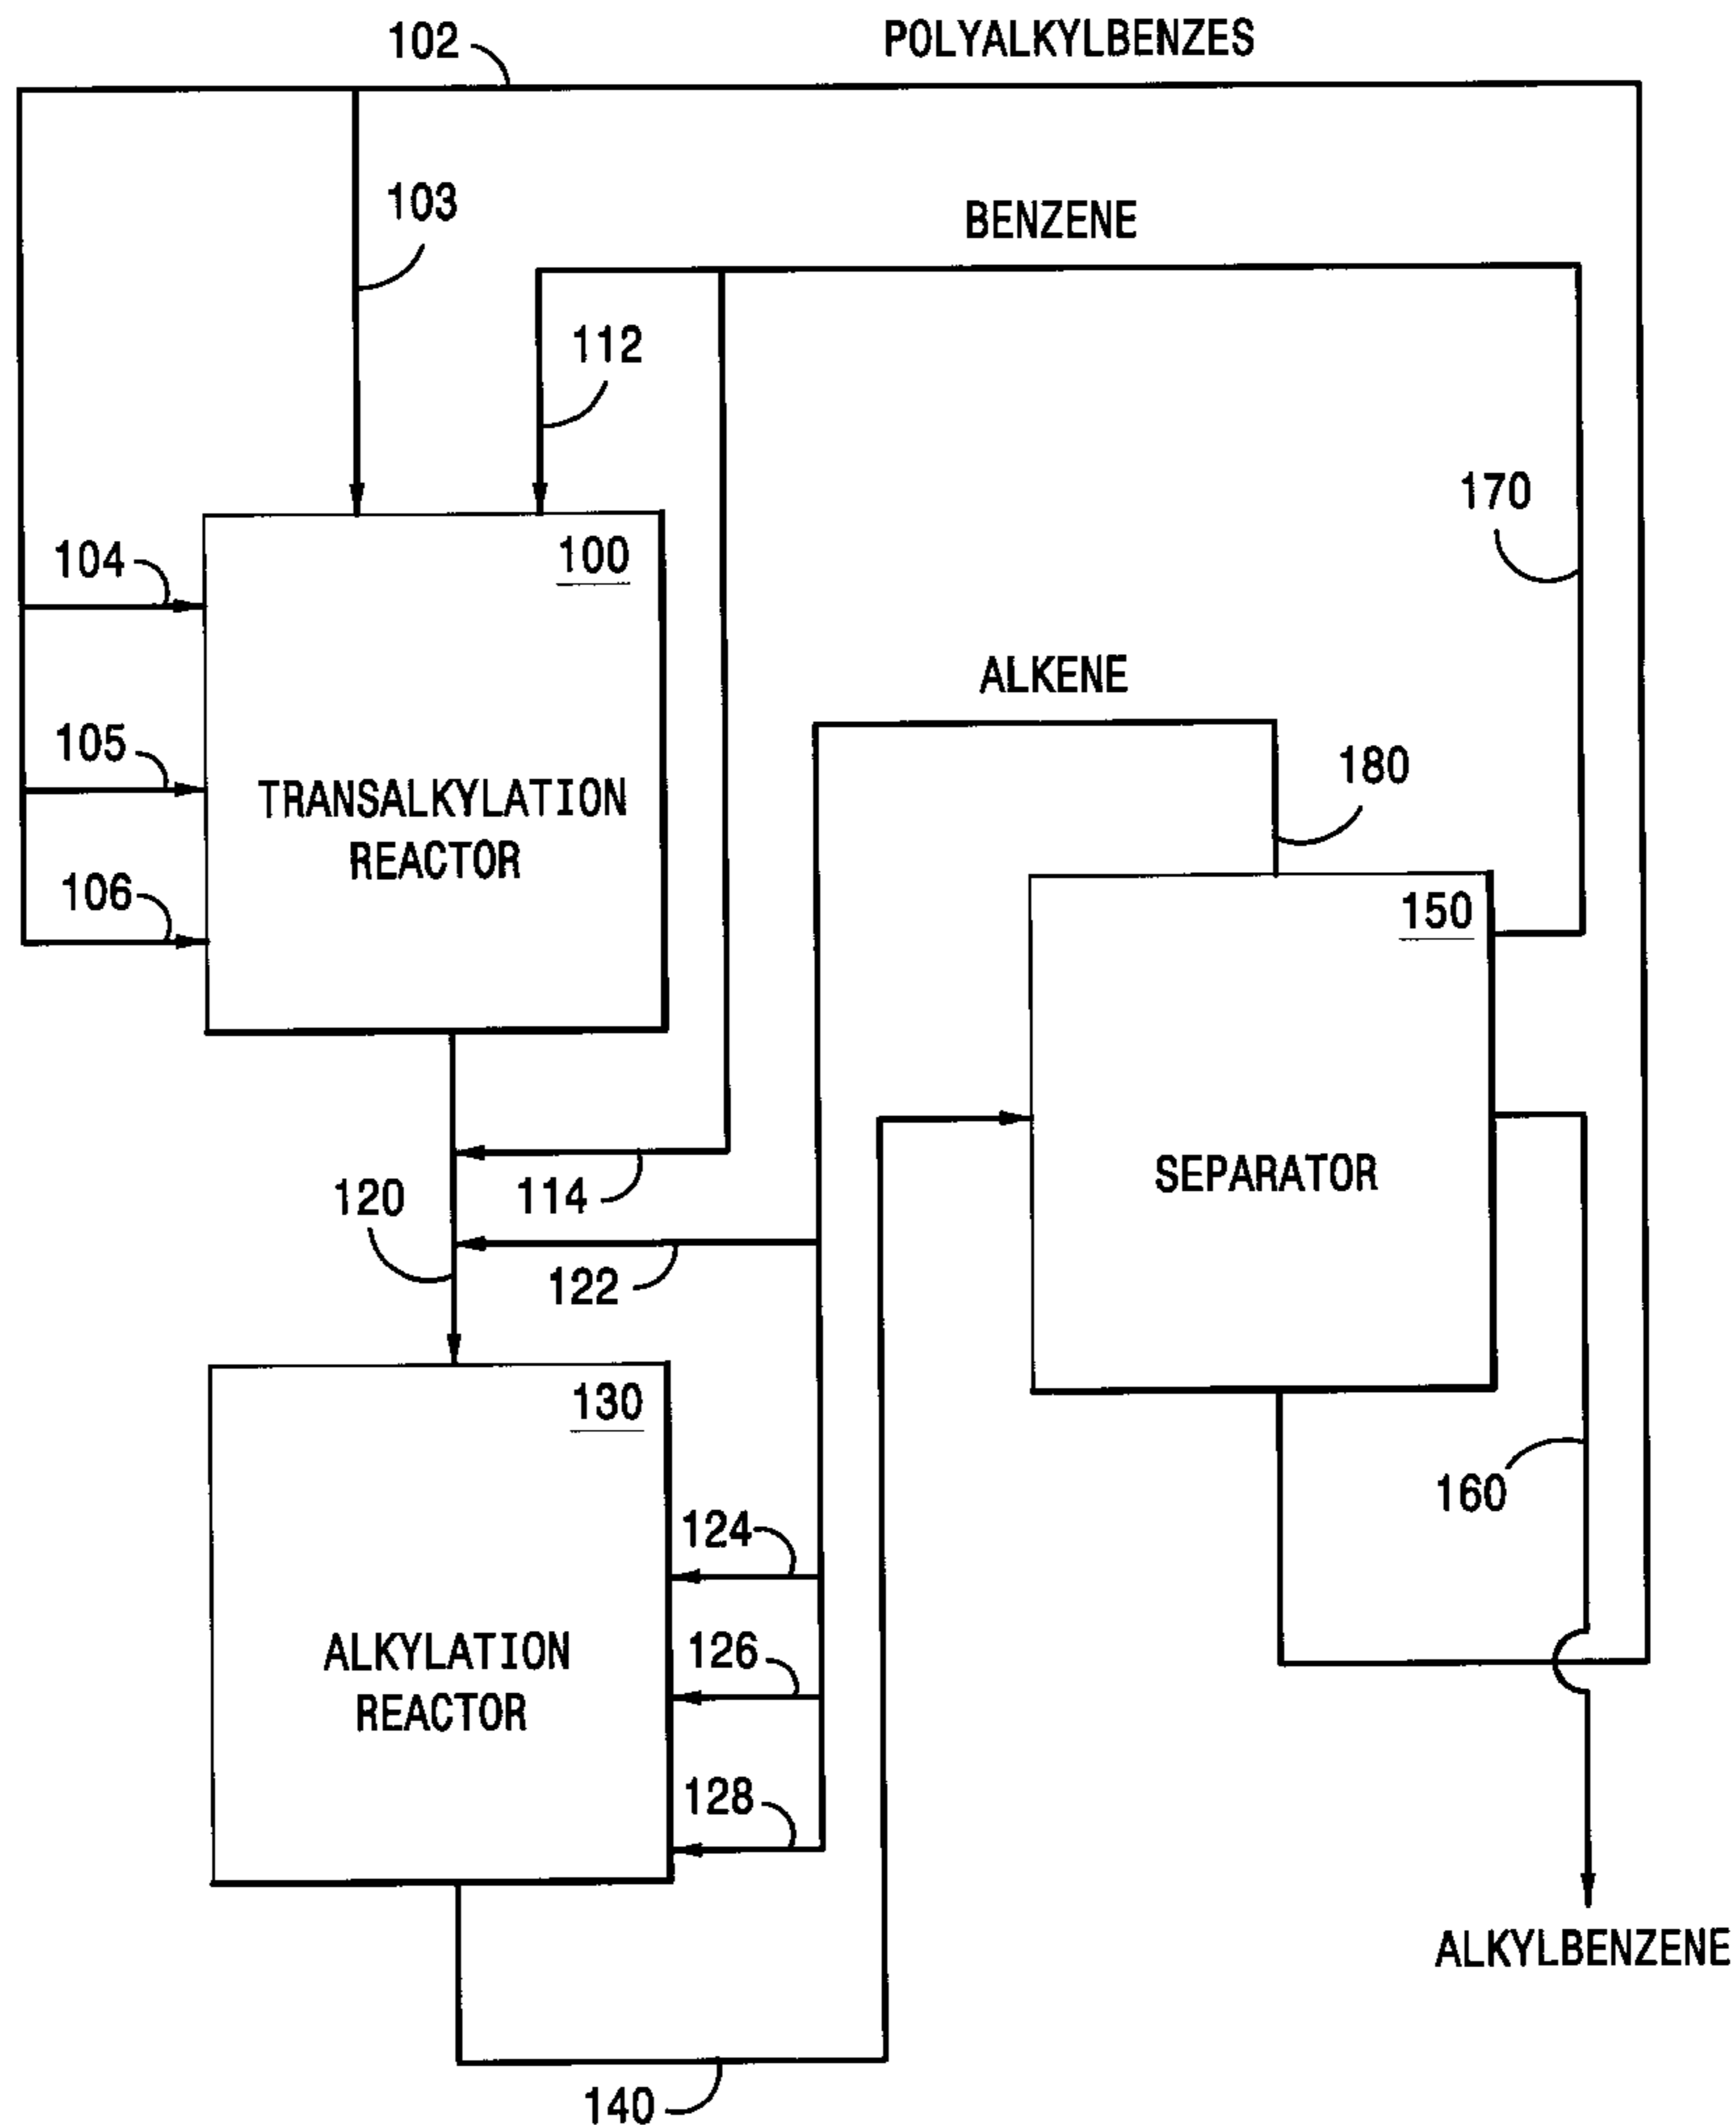 102
POLYALKYLBENZES
103
BENZENE
112
170
104
100
ALKENE
105
180
TRANSALKYLATION
REACTOR
106
150
114
SEPARATOR
120
122
130
160
124
126
ALKYLATION
REACTOR
128
ALKYLBENZENE
140